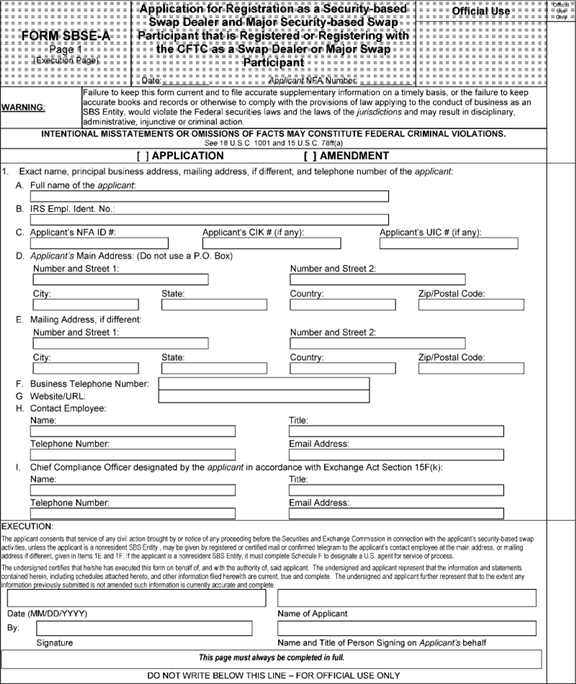 FORM SBSE-A
Page 1
(Execution Page)
Application for Registration as a Security-based
Swap Dealer and Major Security-based Swap
Participant that is Registered or Registering with
the CFTC as a Swap Dealer or Major Swap
Participant
Date: Applicant NFA Number:
Official Use
Official
Use
Only
WARNING:
Failure to keep this form current and to file accurate supplementary information on a timely basis, or the failure to keep
accurate books and records or otherwise to comply with the provisions of law applying to the conduct of business as an
SBS Entity, would violate the Federal securities laws and the laws of the jurisdictions and may result in disciplinary,
administrative, injunctive or criminal action.
INTENTIONAL MISSTATEMENTS OR OMISSIONS OF FACTS MAY CONSTITUTE FEDERAL CRIMINAL VIOLATIONS.
See 18 U.S.C. 1001 and 15 U.S.C. 78ff(a)
[ ] APPLICATION [ ] AMENDMENT
1. Exact name, principal business address, mailing address, if different, and telephone number of the applicant:
A. Full name of the applicant:
B. IRS Empl. Ident. No.:
C. Applicant's NFA ID #: Applicant's CIK # (if any): Applicant's UIC # (if any):
D. Applicant's Main Address: (Do not use a P.O. Box)
Number and Street 1: Number and Street 2:
City: State: Country: Zip/Postal Code:
E. Mailing Address, if different:
Number and Street 1: Number and Street 2:
City: State: Country: Zip/Postal Code:
F. Business Telephone Number:
G Website/URL:
H. Contact Employee:
Name: Title:
Telephone Number: Email Address:
I. Chief Compliance Officer designated by the applicant in accordance with Exchange Act Section 15F(k):
Name: Title:
Telephone Number: Email Address:
EXECUTION:
The applicant consents that service of any civil action brought by or notice of any proceeding before the Securities and Exchange Commission in connection with the applicant's security-based swap
activities, unless the applicant is a nonresident SBS Entity , may be given by registered or certified mail or confirmed telegram to the applicant's contact employee at the main address, or mailing
address if different, given in Items 1E and 1F. If the applicant is a nonresident SBS Entity, it must complete Schedule F to designate a U.S. agent for service of process.
The undersigned certifies that he/she has executed this form on behalf of, and with the authority of, said applicant. The undersigned and applicant represent that the information and statements
contained herein, including schedules attached hereto, and other information filed herewith are current, true and complete. The undersigned and applicant further represent that to the extent any
information previously submitted is not amended such information is currently accurate and complete.
Date (MM/DD/YYYY) Name of Applicant
By:
Signature Name and Title of Person Signing on Applicant's behalf
This page must always be completed in full.
DO NOT WRITE BELOW THIS LINE – FOR OFFICIAL USE ONLY